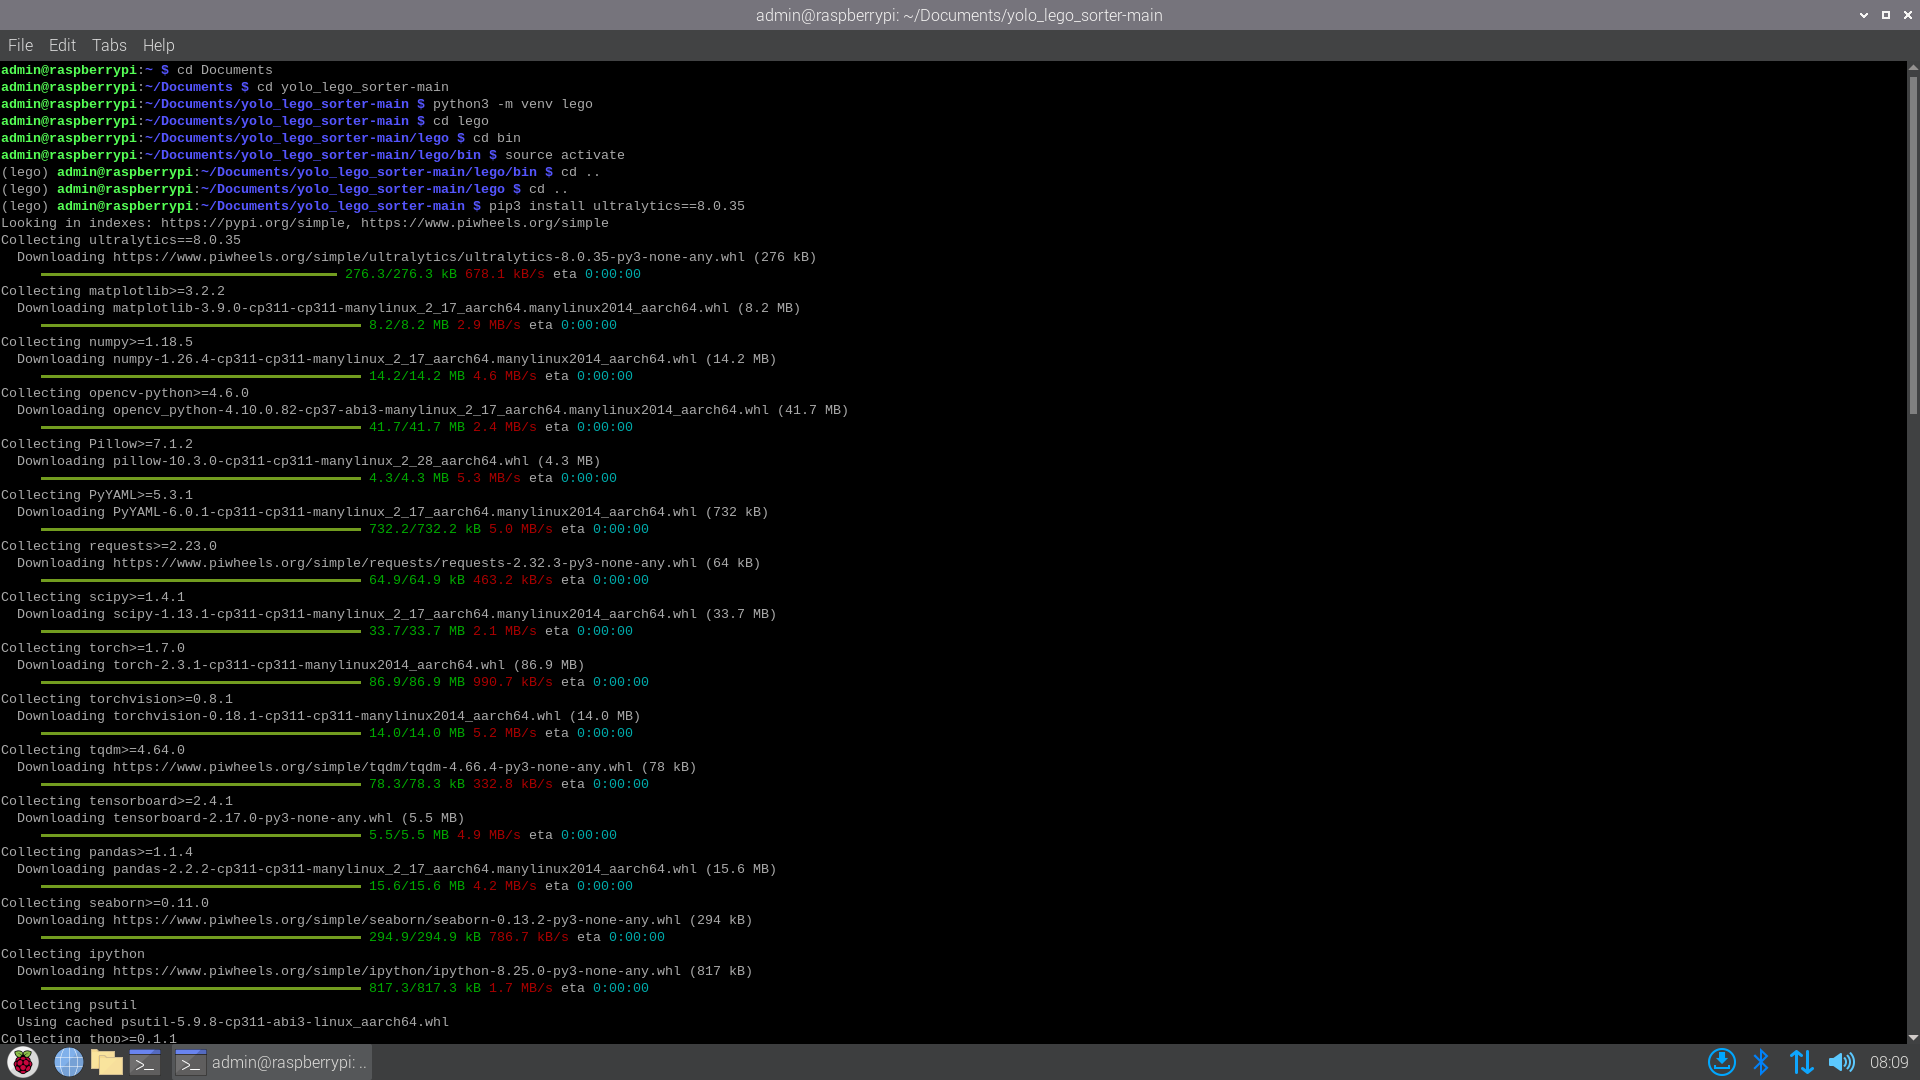 admin@raspberrypi: ~/Documents/yolo_lego_sorter-main
File Edit Tabs Help
admin@raspberrypi:~ $ cd Documents
admin@raspberrypi:~/Documents $ cd yolo_lego_sorter-main
admin@raspberrypi:~/Documents/yolo_lego_sorter-main $ python3 -m venv lego
admin@raspberrypi:~/Documents/yolo_lego_sorter-main $ cd lego
admin@raspberrypi:~/Documents/yolo_lego_sorter-main/lego $ cd bin
admin@raspberrypi:~/Documents/yolo_lego_sorter-main/lego/bin $ source activate
(lego) admin@raspberrypi:~/Documents/yolo_lego_sorter-main/lego/bin $ cd ..
(lego) admin@raspberrypi:~/Documents/yolo_lego_sorter-main/lego $ cd ..
(lego) admin@raspberrypi:~/Documents/yolo_lego_sorter-main $ pip3 install ultralytics==8.0.35
Looking in indexes: https://pypi.org/simple, https://www.piwheels.org/simple
Collecting ultralytics==8.0.35
Downloading https://www.piwheels.org/simple/ultralytics/ultralytics-8.0.35-py3-none-any.whl (276 kB)
276.3/276.3 kB 678.1 kB/s eta 0:00:00
Collecting matplotlib>=3.2.2
Downloading matplotlib-3.9.0-cp311-cp311-manylinux_2_17_aarch64.manylinux2014_aarch64.whl (8.2 MB)
8.2/8.2 MB 2.9 MB/s eta 0:00:00
Collecting numpy>=1.18.5
Downloading numpy-1.26.4-cp311-cp311-manylinux_2_17_aarch64.manylinux2014_aarch64.whl (14.2 MB)
14.2/14.2 MB 4.6 MB/s eta 0:00:00
Collecting opencv-python>=4.6.0
Downloading opencv_python-4.10.0.82-cp37-abi3-manylinux_2_17_aarch64.manylinux2014_aarch64.whl (41.7 MB)
41.7/41.7 MB 2.4 MB/s eta 0:00:00
Collecting Pillow>=7.1.2
Downloading pillow-10.3.0-cp311-cp311-manylinux_2_28_aarch64.whl (4.3 MB)
4.3/4.3 MB 5.3 MB/s eta 0:00:00
Collecting PyYAML>=5.3.1
Downloading PyYAML-6.0.1-cp311-cp311-manylinux_2_17_aarch64.manylinux2014_aarch64.whl (732 kB)
732.2/732.2 kB 5.0 MB/s eta 0:00:00
Collecting requests>=2.23.0
Downloading https://www.piwheels.org/simple/requests/requests-2.32.3-py3-none-any.whl (64 kB)
64.9/64.9 kB 463.2 kB/s eta 0:00:00
Collecting scipy>=1.4.1
Downloading scipy-1.13.1-cp311-cp311-manylinux_2_17_aarch64.manylinux2014_aarch64.whl (33.7 MB)
33.7/33.7 MB 2.1 MB/s eta 0:00:00
Collecting torch>=1.7.0
Downloading torch-2.3.1-cp311-cp311-manylinux2014_aarch64.whl (86.9 MB)
86.9/86.9 MB 990.7 kB/s eta 0:00:00
Collecting torchvision>=0.8.1
Downloading torchvision-0.18.1-cp311-cp311-manylinux2014_aarch64.whl (14.0 MB)
14.0/14.0 MB 5.2 MB/s eta 0:00:00
Collecting tqdm>=4.64.0
Downloading https://www.piwheels.org/simple/tqdm/tqdm-4.66.4-py3-none-any.whl (78 kB)
78.3/78.3 kB 332.8 kB/s eta 0:00:00
Collecting tensorboard>=2.4.1
Downloading tensorboard-2.17.0-py3-none-any.whl (5.5 MB)
5.5/5.5 MB 4.9 MB/s eta 0:00:00
Collecting pandas>=1.1.4
Downloading pandas-2.2.2-cp311-cp311-manylinux_2_17_aarch64.manylinux2014_aarch64.whl (15.6 MB)
15.6/15.6 MB 4.2 MB/s eta 0:00:00
Collecting seaborn>=0.11.0
Downloading https://www.piwheels.org/simple/seaborn/seaborn-0.13.2-py3-none-any.whl (294 kB)
294.9/294.9 kB 786.7 kB/s eta 0:00:00
Collecting ipython
Downloading https://www.piwheels.org/simple/ipython/ipython-8.25.0-py3-none-any.whl (817 kB)
817.3/817.3 kB 1.7 MB/s eta 0:00:00
Collecting psutil
Using cached psutil-5.9.8-cp311-abi3-linux_aarch64.whl
Collecting thop>=0.1.1
admin@raspberrypi: ..
08:09